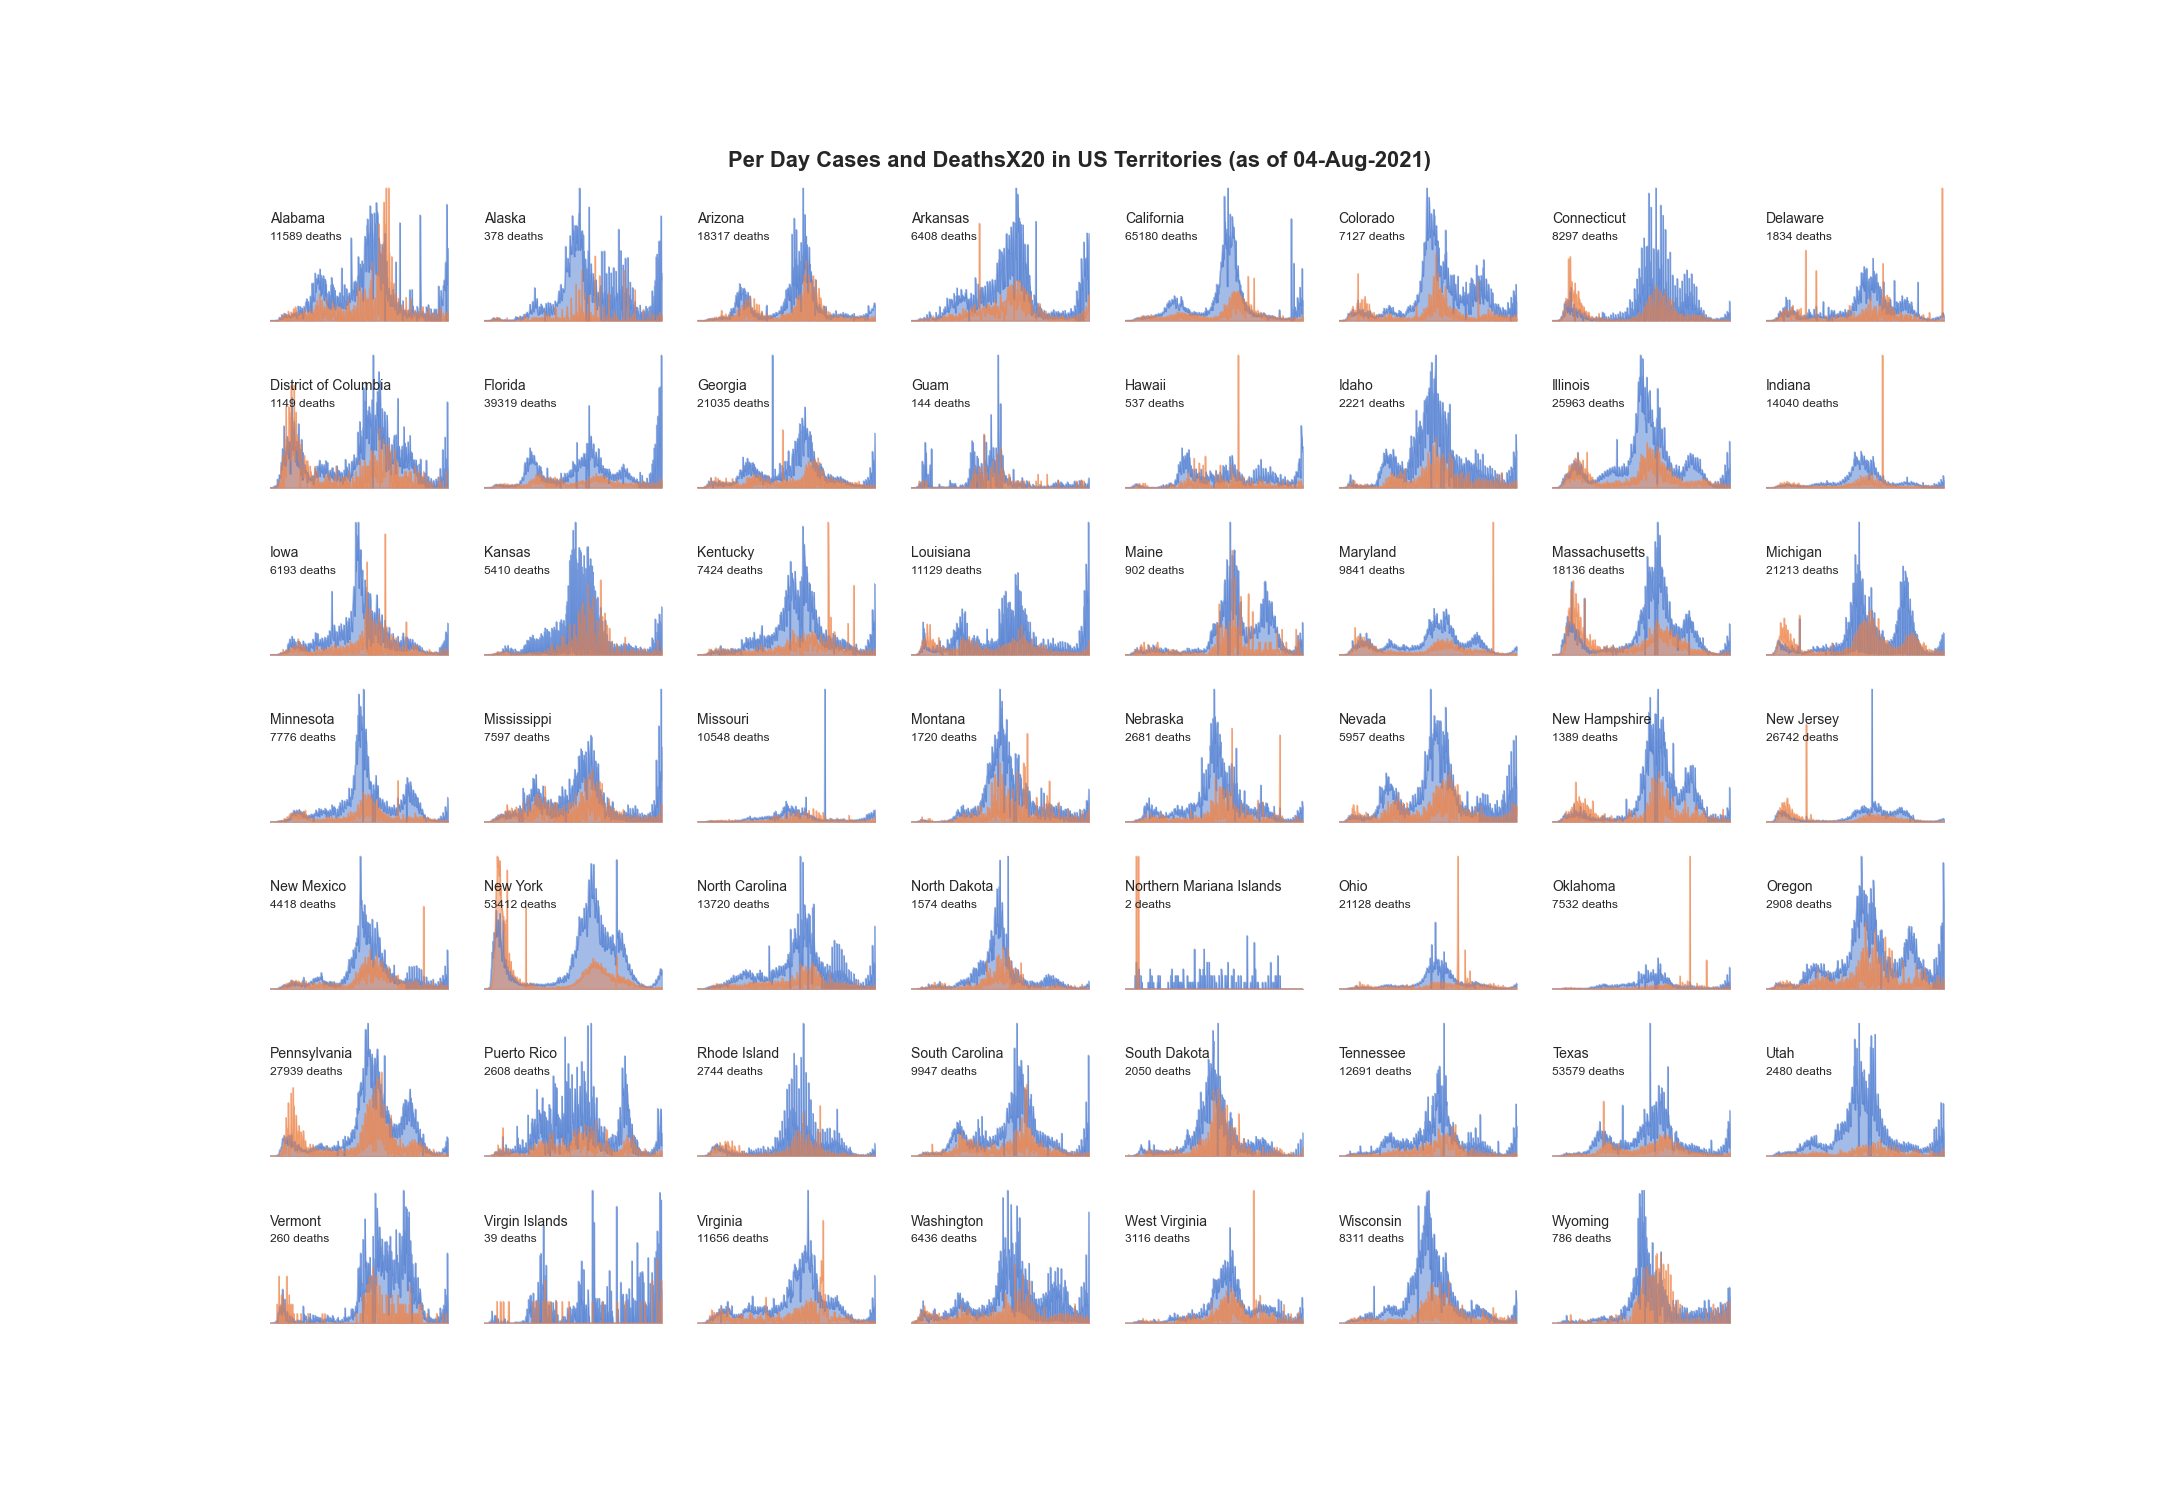 Per Day Cases and DeathsX20 in US Territories (as of 04-Aug-2021)
Alabama
11589 deaths
Alaska
378 deaths
Arizona
18317 deaths
Arkansas
6408 deaths
California
65180 deaths
Colorado
7127 deaths
Connecticut
8297 deaths
Delaware
1834 deaths
District of Columbia
1149 deaths
Florida
39319 deaths
Georgia
21035 deaths
Guam
144 deaths
Hawaii
537 deaths
Idaho
2221 deaths
Illinois
25963 deaths
Indiana
14040 deaths
Iowa
6193 deaths
Kansas
5410 deaths
Kentucky
7424 deaths
Louisiana
11129 deaths
Maine
902 deaths
Maryland
9841 deaths
Massachusetts
18136 deaths
Michigan
21213 deaths
Minnesota
7776 deaths
Mississippi
7597 deaths
Missouri
10548 deaths
Montana
1720 deaths
Nebraska
2681 deaths
Nevada
5957 deaths
New Hampshire
1389 deaths
New Jersey
26742 deaths
New Mexico
4418 deaths
New York
53412 deaths
North Carolina
13720 deaths
North Dakota
1574 deaths
Northern Mariana Islands
2 deaths
Ohio
21128 deaths
Oklahoma
7532 deaths
Oregon
2908 deaths
Pennsylvania
27939 deaths
Puerto Rico
2608 deaths
Rhode Island
2744 deaths
South Carolina
9947 deaths
South Dakota
2050 deaths
Tennessee
12691 deaths
Texas
53579 deaths
Utah
2480 deaths
Vermont
260 deaths
Virgin Islands
39 deaths
Virginia
11656 deaths
Washington
6436 deaths
West Virginia
3116 deaths
Wisconsin
8311 deaths
Wyoming
786 deaths